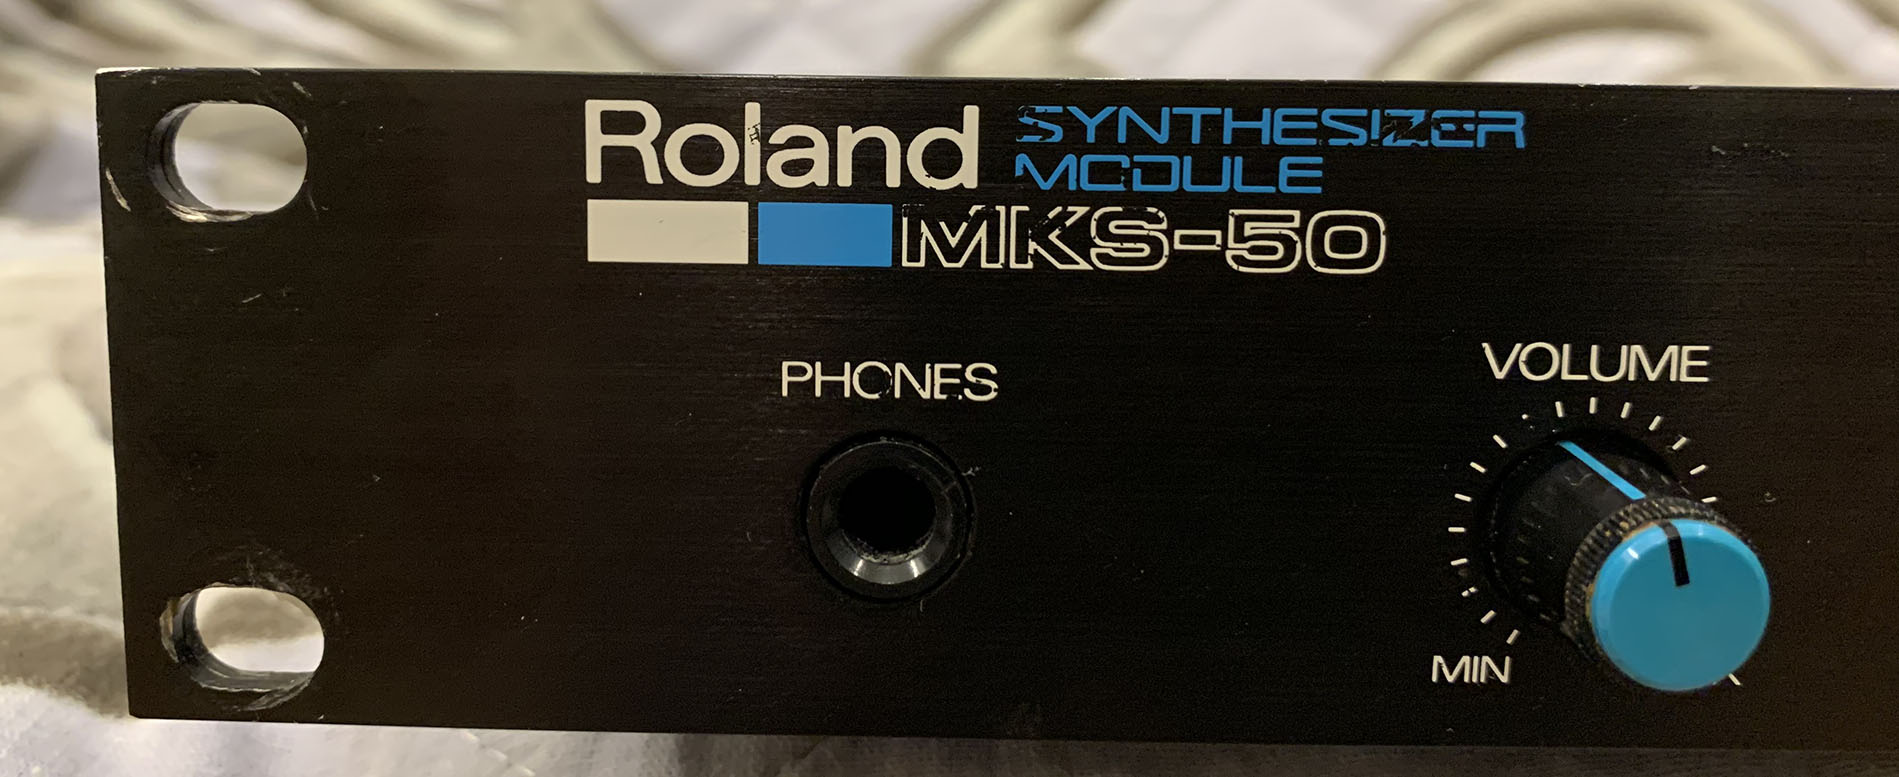 Roland SYNTHESIZER
MODULE
MKS-50
PHONES
VOLUME
MIN